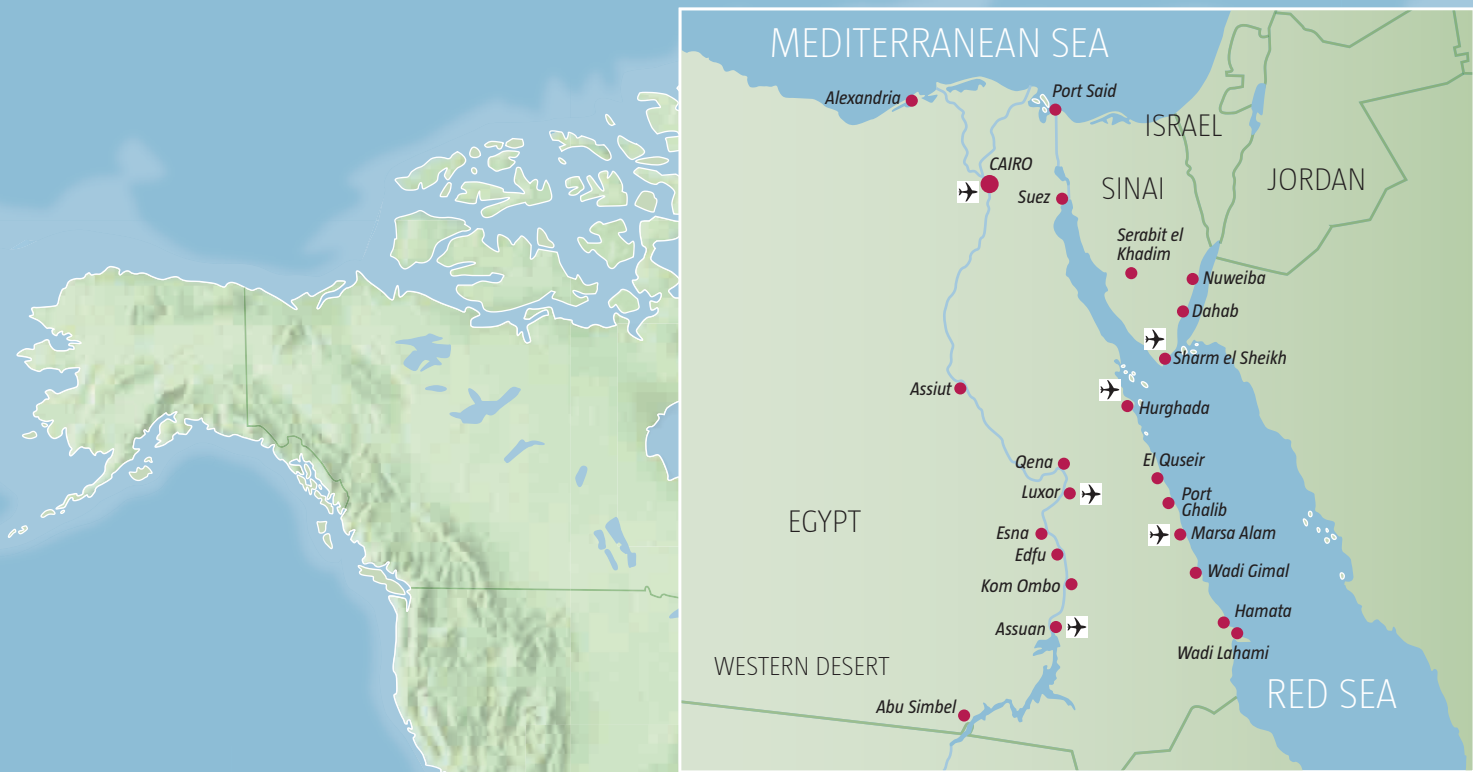 MEDITERRANEAN SEA
Alexandria
Port Said
ISRAEL
CAIRO
SINAI
JORDAN
Suez
Serabit el
Khadim
Nuweiba
Dahab
Sharm el Sheikh
Assiut
Hurghada
Qena
El Quseir
Luxor
Port
Ghalib
EGYPT
Esna
Marsa Alam
Edfu
Wadi Gimal
Kom Ombo
Hamata
Assuan
Wadi Lahami
WESTERN DESERT
RED SEA
Abu Simbel